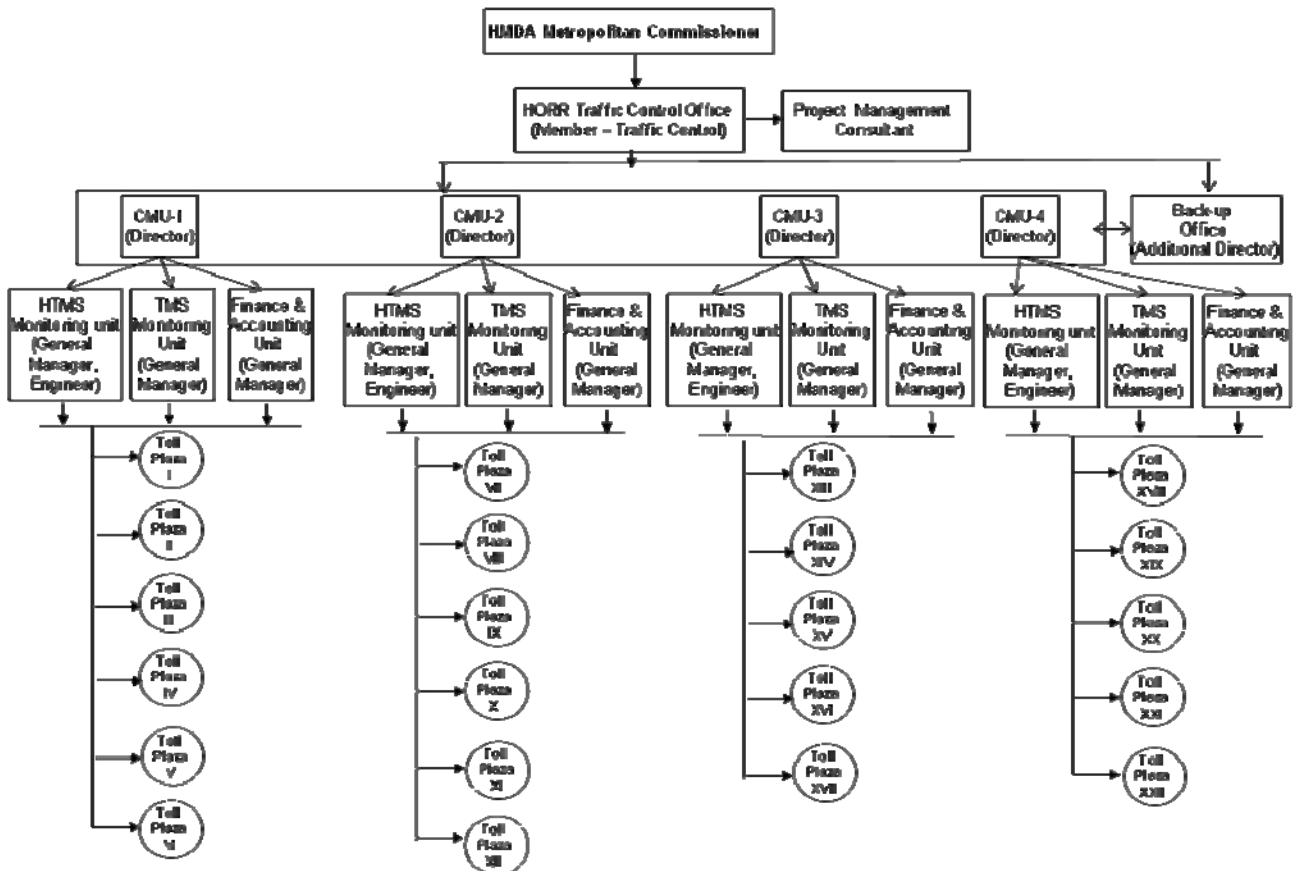 HMDA Metropolitan Commissioner
HORR Traffic Control Office
(Member – Traffic Control)
Project Management
Consultant
CMU-1
(Director)
CMU-2
(Director)
CMU-3
(Director)
CMU-4
(Director)
Back-up
Office
(Additional Director)
HTMS
Monitoring unit
(General
Manager,
Engineer)
TMS
Monitoring
Unit
(General
Manager)
Finance &
Accounting
Unit
(General
Manager)
HTMS
Monitoring unit
(General
Manager,
Engineer)
TMS
Monitoring
Unit
(General
Manager)
Finance &
Accounting
Unit
(General
Manager)
HTMS
Monitoring unit
(General
Manager,
Engineer)
TMS
Monitoring
Unit
(General
Manager)
Finance &
Accounting
Unit
(General
Manager)
HTMS
Monitoring unit
(General
Manager,
Engineer)
TMS
Monitoring
Unit
(General
Manager)
Finance &
Accounting
Unit
(General
Manager)
Toll
Plaza
I
Toll
Plaza
II
Toll
Plaza
III
Toll
Plaza
IV
Toll
Plaza
V
Toll
Plaza
VI
Toll
Plaza
VII
Toll
Plaza
VIII
Toll
Plaza
IX
Toll
Plaza
X
Toll
Plaza
XI
Toll
Plaza
XII
Toll
Plaza
XIII
Toll
Plaza
XIV
Toll
Plaza
XV
Toll
Plaza
XVI
Toll
Plaza
XVII
Toll
Plaza
XVIII
Toll
Plaza
XIX
Toll
Plaza
XX
Toll
Plaza
XXI
Toll
Plaza
XXII